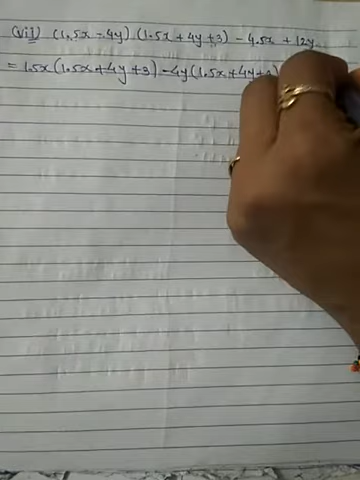 (vii) (1.5x - 4y) (1.5x + 4y + 3) - 4.5x + 12y
= 1.5x (1.5x + 4y + 3) - 4y (1.5x + 4y +